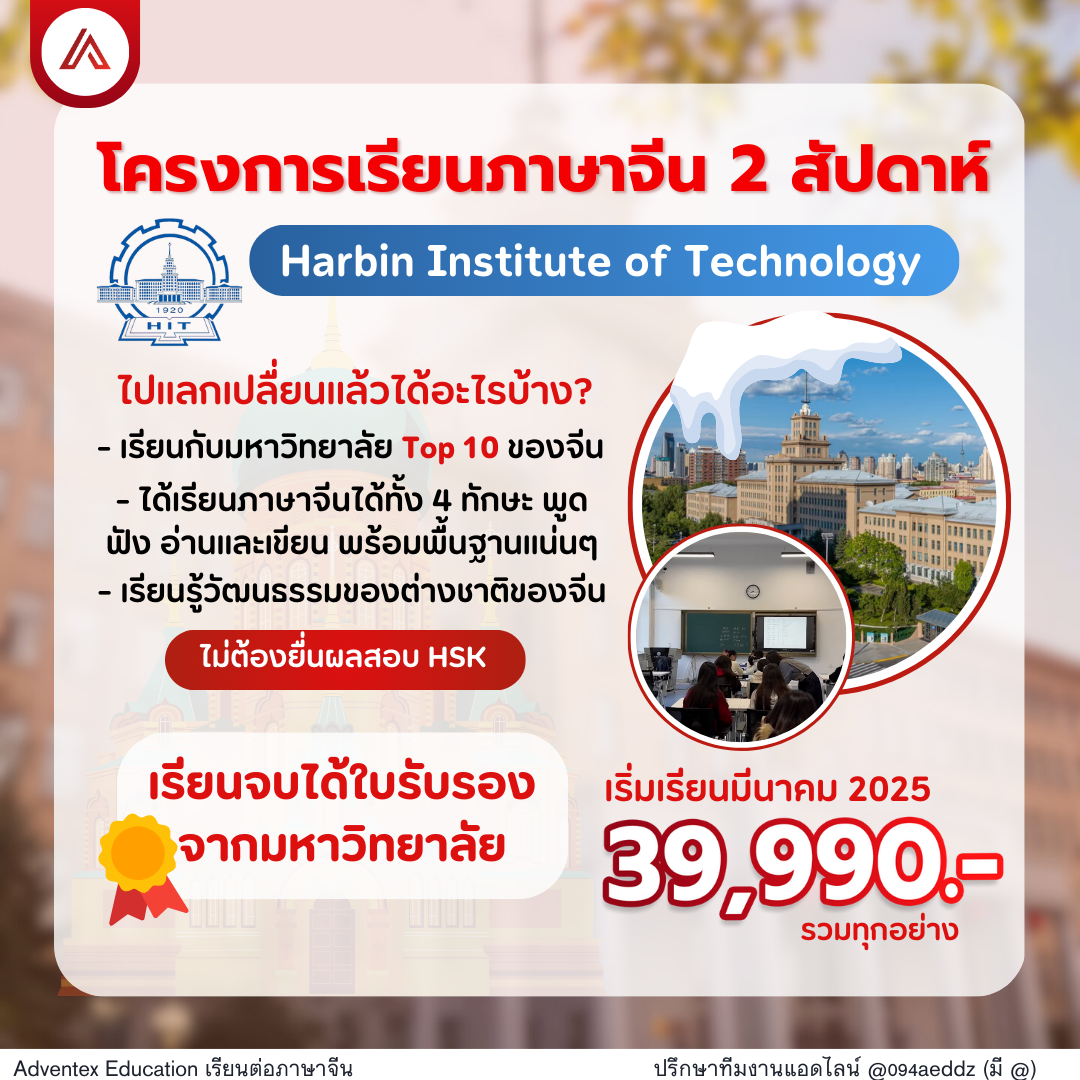 โครงการเรียนภาษาจีน 2 สัปดาห์
Harbin Institute of Technology
1920
HIT
ไปแลกเปลี่ยนแล้วได้อะไรบ้าง?
- เรียนกับมหาวิทยาลัย Top 10 ของจีน
- ได้เรียนภาษาจีนได้ทั้ง 4 ทักษะ พูด
ฟัง อ่านและเขียน พร้อมพื้นฐานแน่นๆ
- เรียนรู้วัฒนธรรมของต่างชาติของจีน
ไม่ต้องยื่นผลสอบ HSK
เรียนจบได้ใบรับรอง
จากมหาวิทยาลัย
เริ่มเรียนมีนาคม 2025
39,990.-
รวมทุกอย่าง
Adventex Education เรียนต่อภาษาจีน
ปรึกษาทีมงานแอดไลน์ @094aeddz (มี @)